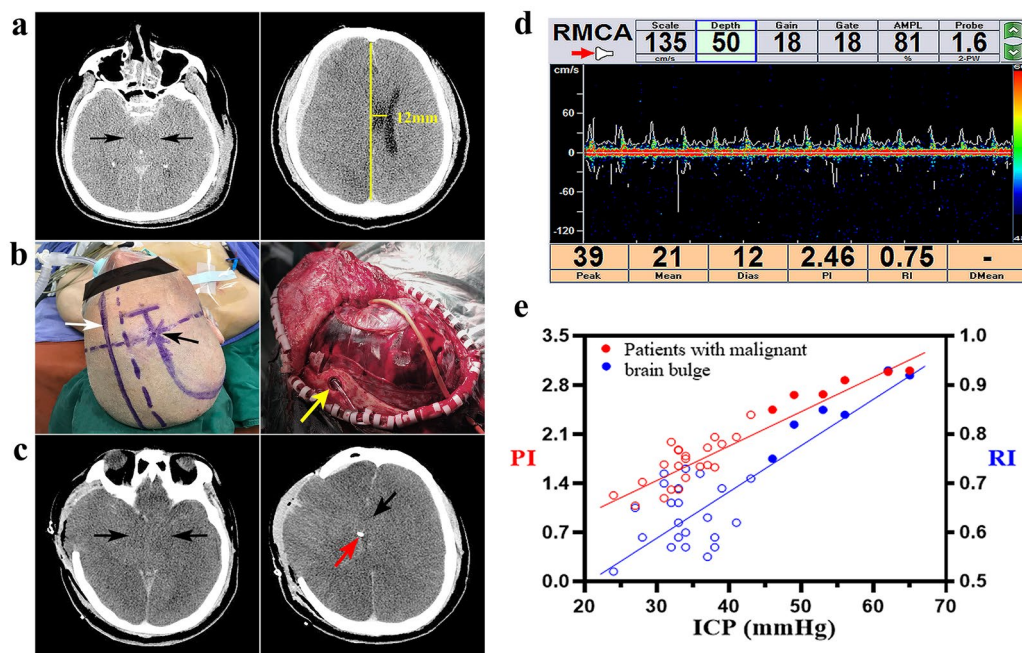 a
12mm
b
c
d
RMCA
Scale Depth Gain Gate AMPL Probe
135 50 18 18 81 1.6
cm/s % 2-PW
cm/s
60
0
-60
-120
39 21 12 2.46 0.75 -
Peak Mean Dias PI RI DMean
e
Patients with malignant
brain bulge
3.5
2.8
2.1
1.4
0.7
0.0
PI
1.0
0.9
0.8
0.7
0.6
0.5
RI
20 30 40 50 60 70
ICP (mmHg)